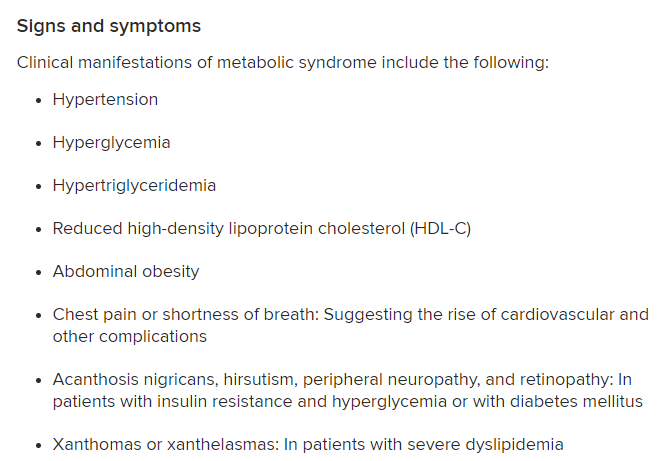 Signs and symptoms
Clinical manifestations of metabolic syndrome include the following:
• Hypertension
• Hyperglycemia
• Hypertriglyceridemia
• Reduced high-density lipoprotein cholesterol (HDL-C)
• Abdominal obesity
• Chest pain or shortness of breath: Suggesting the rise of cardiovascular and
other complications
• Acanthosis nigricans, hirsutism, peripheral neuropathy, and retinopathy: In
patients with insulin resistance and hyperglycemia or with diabetes mellitus
• Xanthomas or xanthelasmas: In patients with severe dyslipidemia